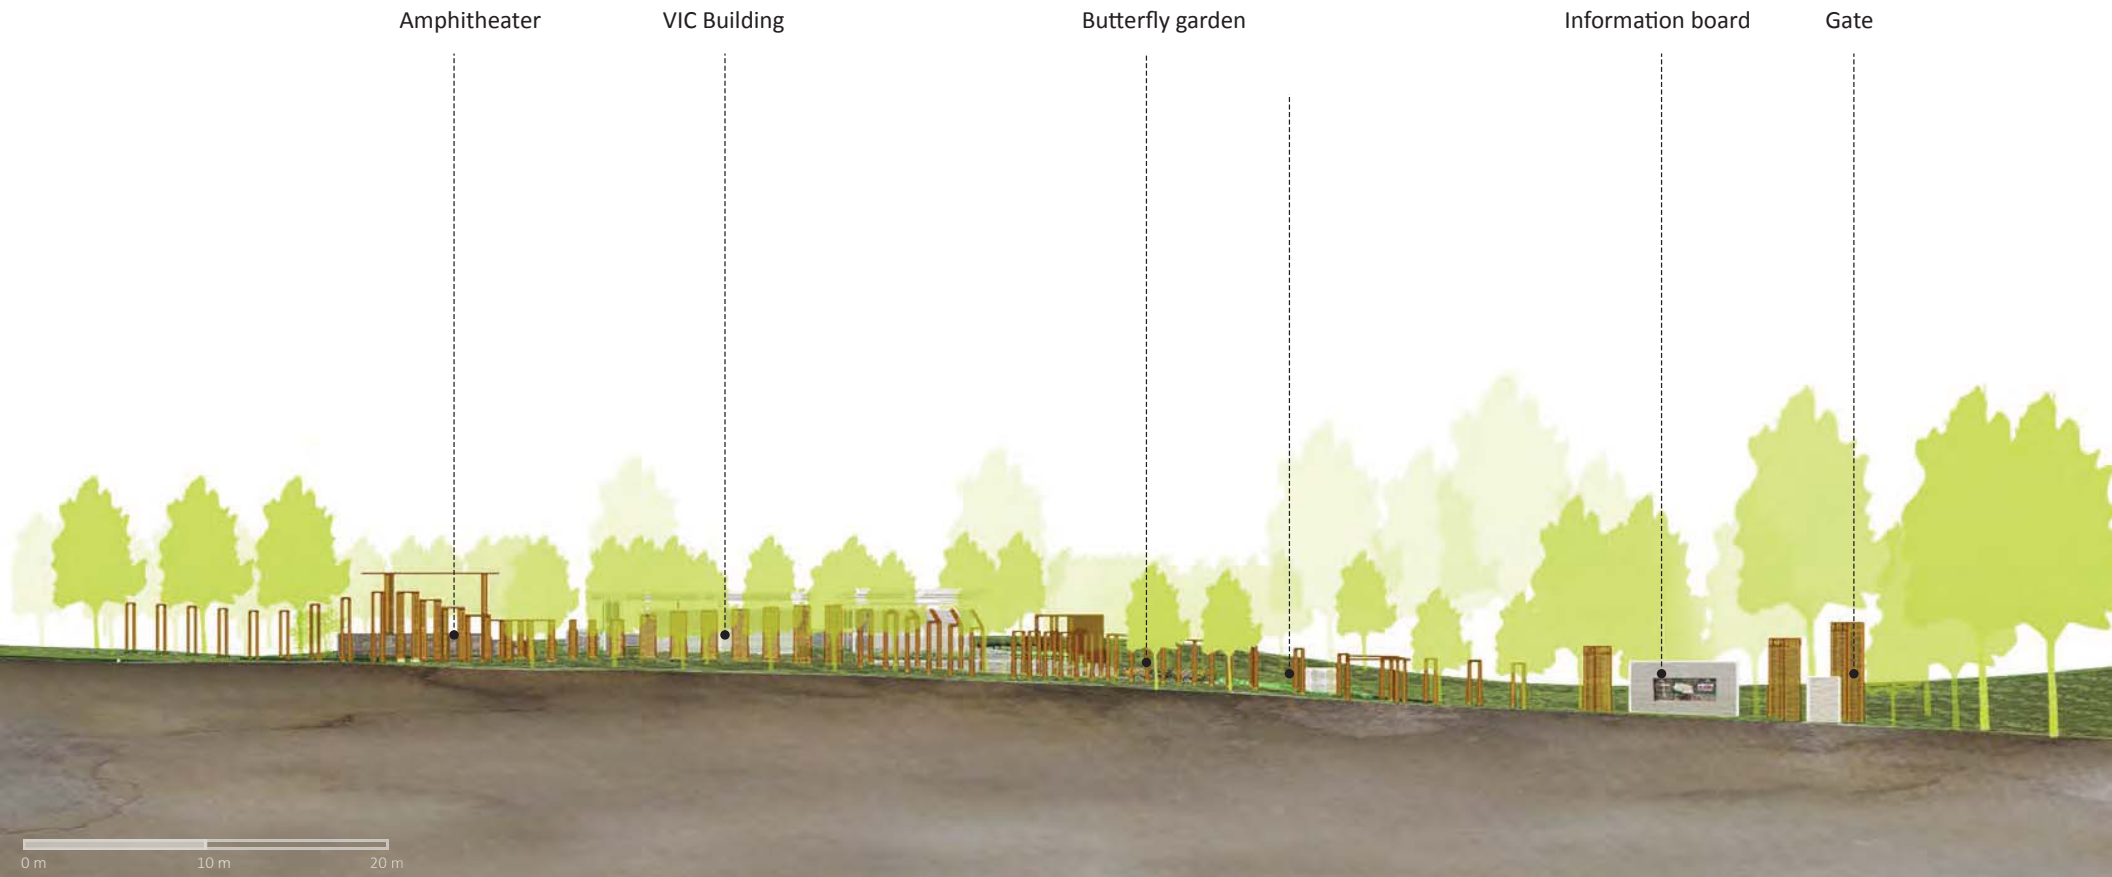 Amphitheater
VIC Building
Butterfly garden
Information board
Gate
0 m
10 m
20 m